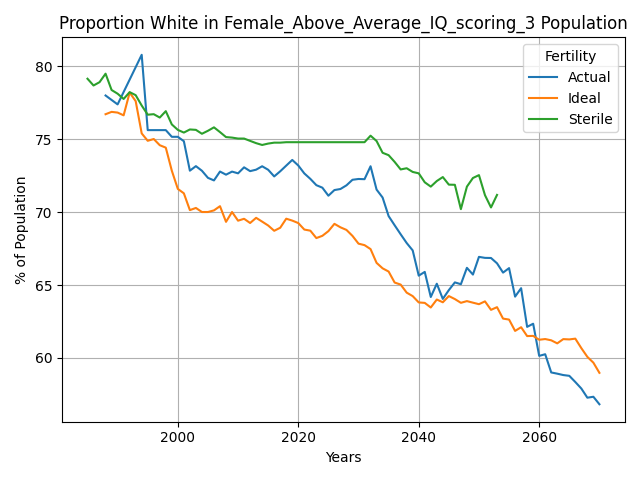 Proportion White in Female_Above_Average_IQ_scoring_3 Population
Fertility
Actual
Ideal
Sterile
% of Population
80
75
70
65
60
2000
2020
2040
2060
Years